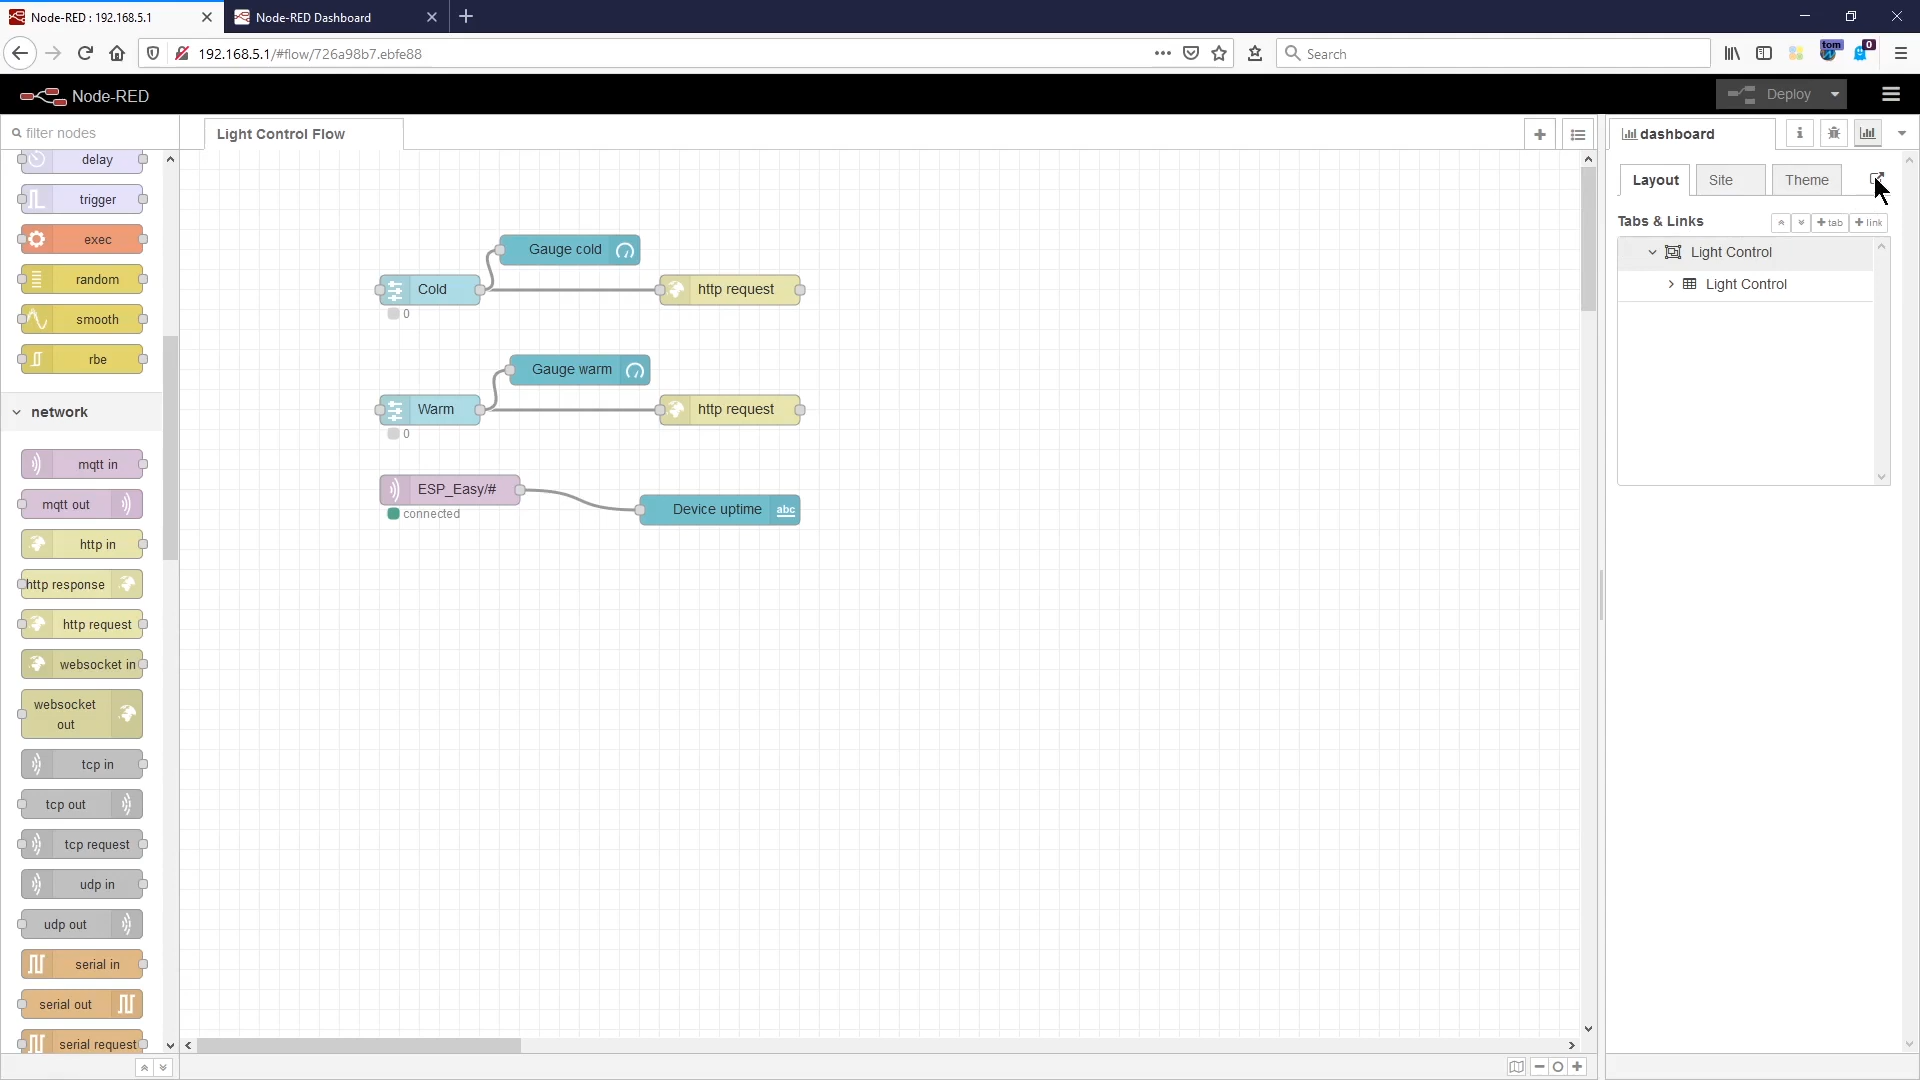 Node-RED : 192.168.5.1
Node-RED Dashboard
192.168.5.1/#flow/726a98b7.ebfe88
Search
tom
0
Node-RED
Deploy
filter nodes
Light Control Flow
dashboard
delay
trigger
exec
random
smooth
rbe
network
mqtt in
mqtt out
http in
http response
http request
websocket in
websocket
out
tcp in
tcp out
tcp request
udp in
udp out
serial in
serial out
serial request
Gauge cold
Cold
http request
0
Gauge warm
Warm
http request
0
ESP_Easy/#
connected
Device uptime
abc
Layout
Site
Theme
Tabs & Links
+ tab
+ link
Light Control
Light Control